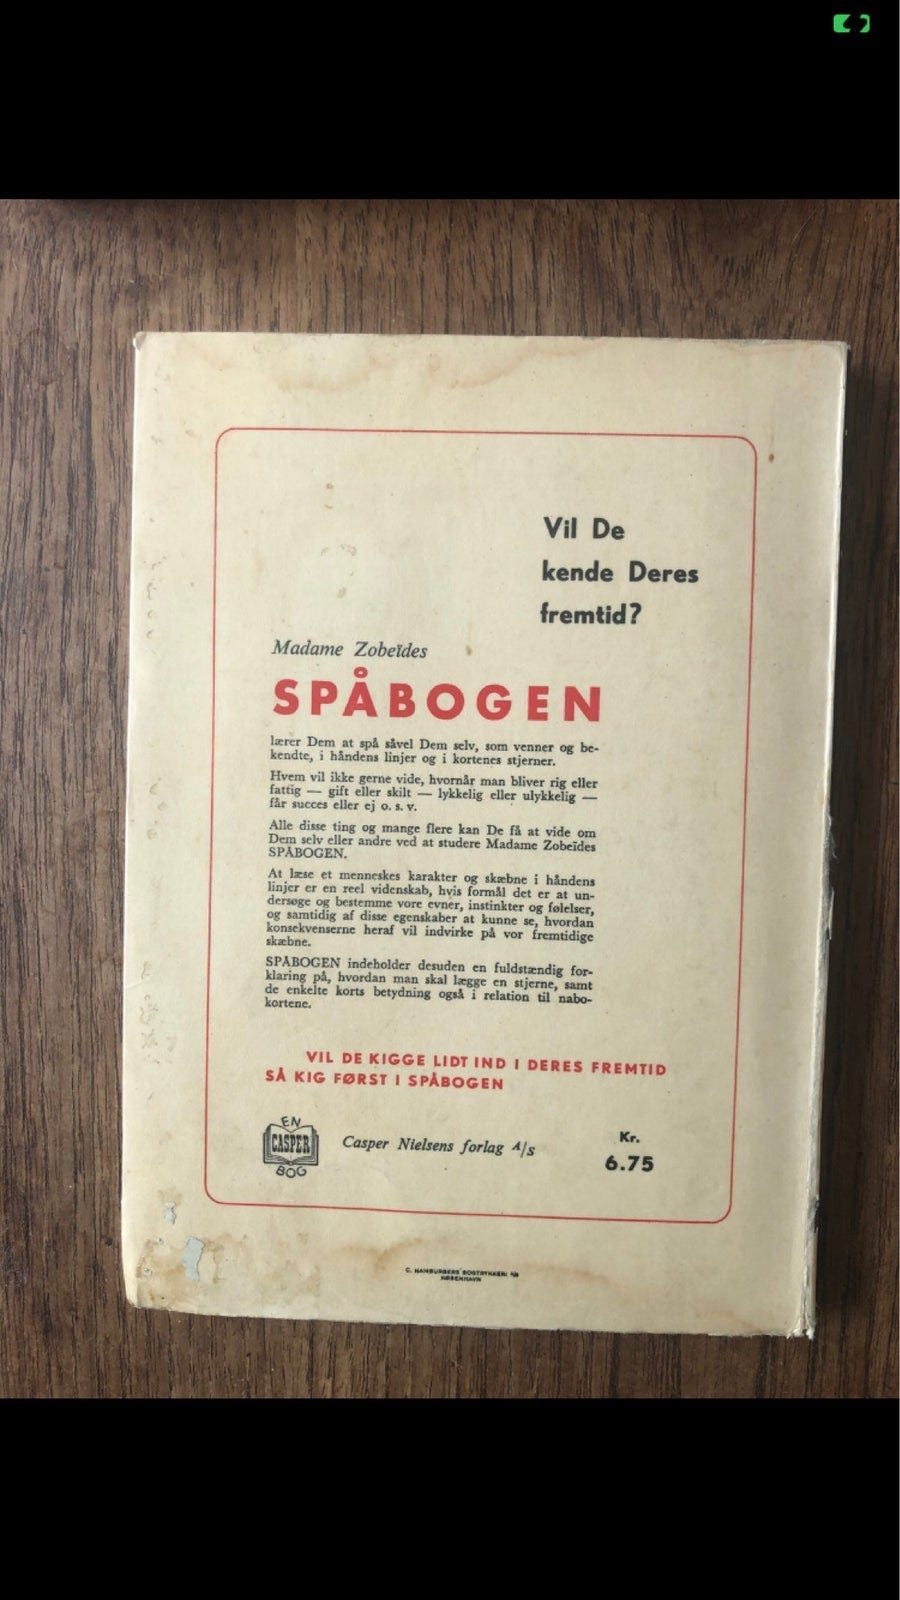 Vil De
kende Deres
fremtid?
Madame Zobeïdes
SPÅBOGEN
lærer Dem at spå såvel Dem selv, som venner og be-
kendte, i håndens linjer og i kortenes stjerner.
Hvem vil ikke gerne vide, hvornår man bliver rig eller
fattig — gift eller skilt — lykkelig eller ulykkelig —
får succes eller ej o. s. v.
Alle disse ting og mange flere kan De få at vide om
Dem selv eller andre ved at studere Madame Zobeïdes
SPÅBOGEN.
At læse et menneskes karakter og skæbne i håndens
linjer er en reel videnskab, hvis formål det er at un-
dersøge og bestemme vore evner, instinkter og følelser,
og samtidig af disse egenskaber at kunne se, hvordan
konsekvenserne heraf vil indvirke på vor fremtidige
skæbne.
SPÅBOGEN indeholder desuden en fuldstændig for-
klaring på, hvordan man skal lægge en stjerne, samt
de enkelte korts betydning også i relation til nabo-
kortene.
VIL DE KIGGE LIDT IND I DERES FREMTID
SÅ KIG FØRST I SPÅBOGEN
EN
CASPER
BOG
Casper Nielsens forlag A/s
Kr.
6.75
C. HAMBURGERS BOGTRYKKERI A/S
KØBENHAVN